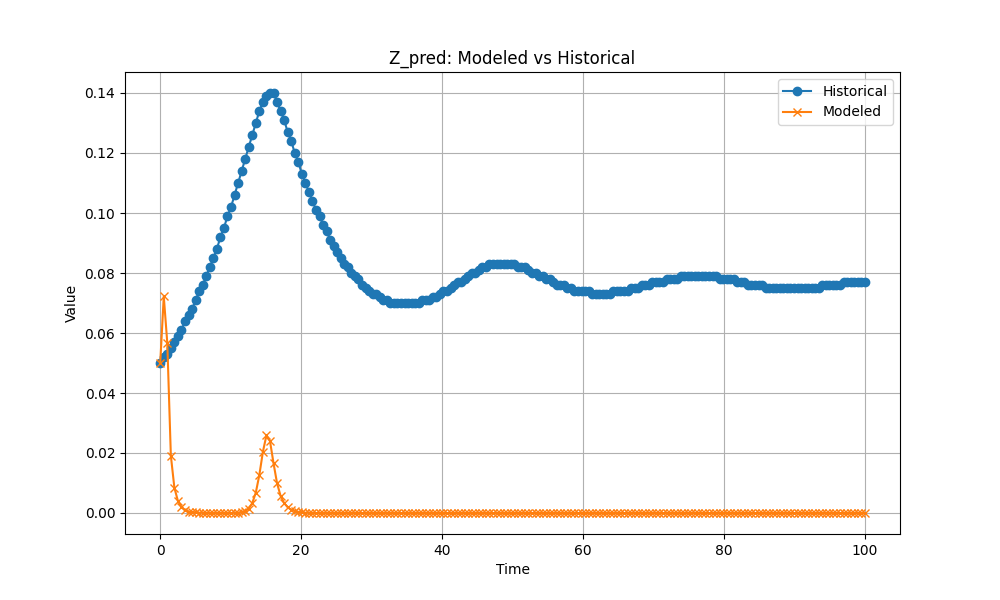 Z_pred: Modeled vs Historical
Historical
Modeled
Value
0.14
0.12
0.10
0.08
0.06
0.04
0.02
0.00
0 20 40 60 80 100
Time